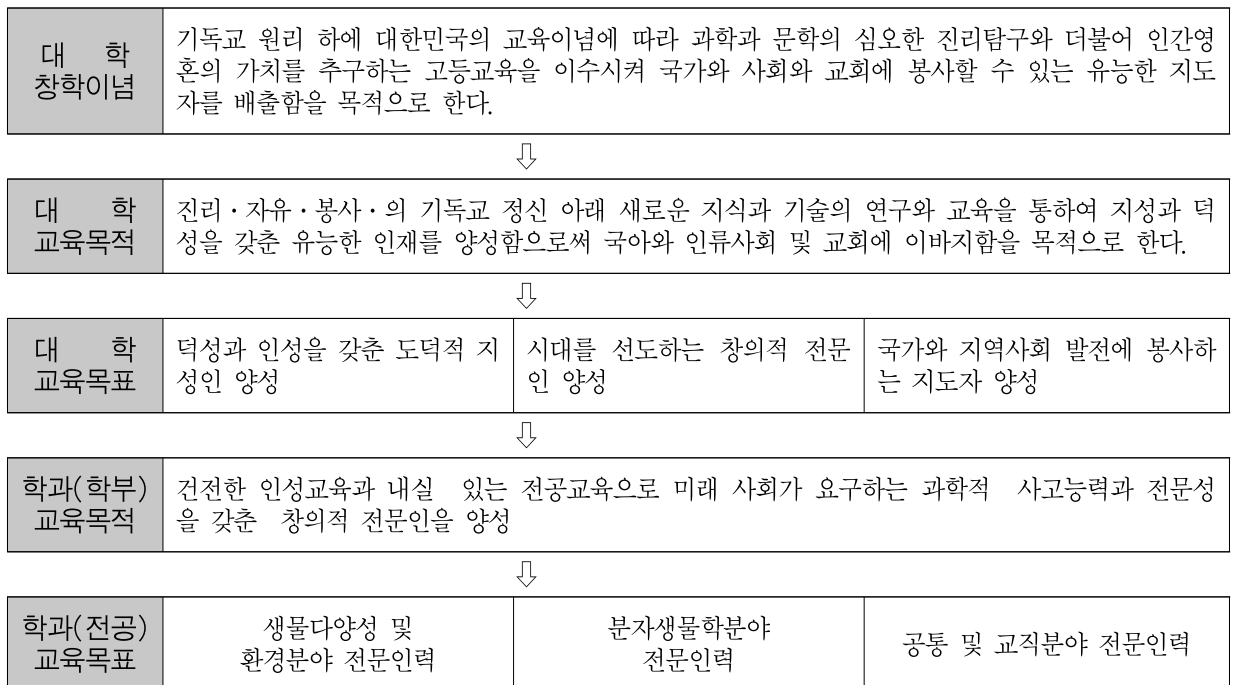 대 학
창학이념
기독교 원리 하에 대한민국의 교육이념에 따라 과학과 문학의 심오한 진리탐구와 더불어 인간영
혼의 가치를 추구하는 고등교육을 이수시켜 국가와 사회와 교회에 봉사할 수 있는 유능한 지도
자를 배출함을 목적으로 한다.
⇩
대 학
교육목적
진리·자유·봉사·의 기독교 정신 아래 새로운 지식과 기술의 연구와 교육을 통하여 지성과 덕
성을 갖춘 유능한 인재를 양성함으로써 국아와 인류사회 및 교회에 이바지함을 목적으로 한다.
⇩
대 학
교육목표
덕성과 인성을 갖춘 도덕적 지
성인 양성
시대를 선도하는 창의적 전문
인 양성
국가와 지역사회 발전에 봉사하
는 지도자 양성
⇩
학과(학부)
교육목적
건전한 인성교육과 내실 있는 전공교육으로 미래 사회가 요구하는 과학적 사고능력과 전문성
을 갖춘 창의적 전문인을 양성
⇩
학과(전공)
교육목표
생물다양성 및
환경분야 전문인력
분자생물학분야
전문인력
공통 및 교직분야 전문인력